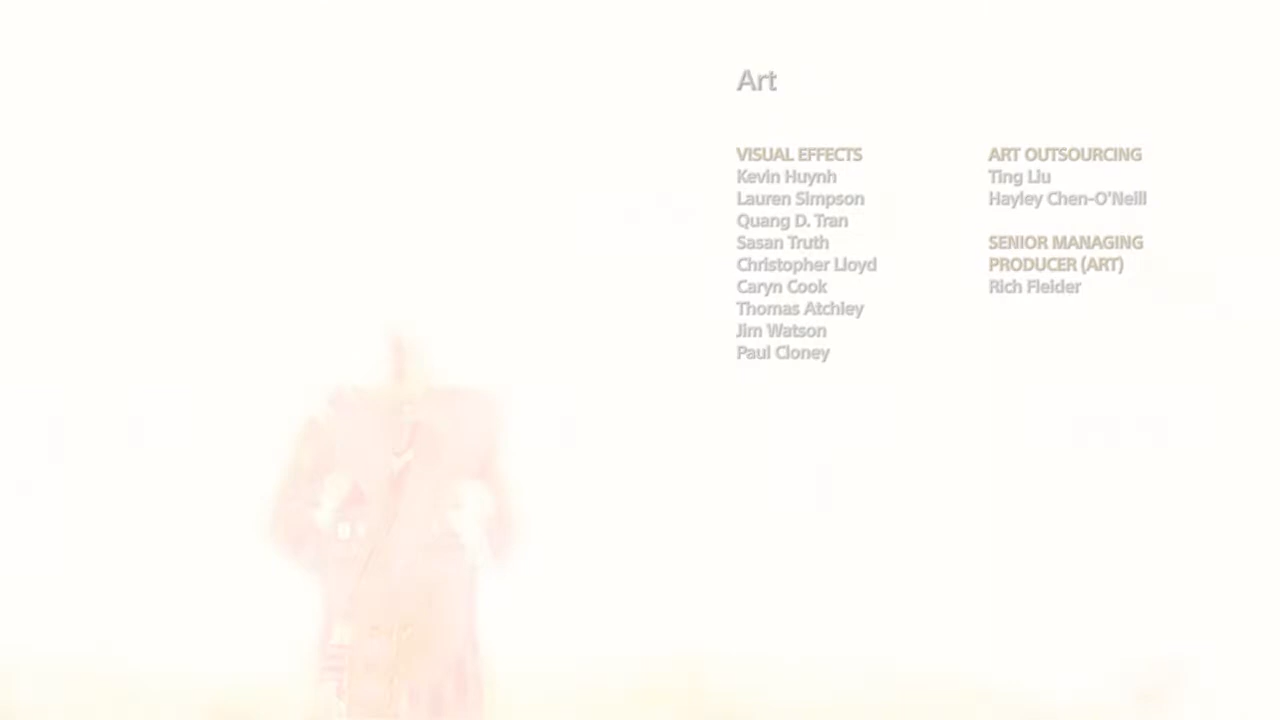 Art
VISUAL EFFECTS
Kevin Huynh
Lauren Simpson
Quang D. Tran
Sasan Truth
Christopher Lloyd
Caryn Cook
Thomas Atchley
Jim Watson
Paul Cloney
ART OUTSOURCING
Ting Liu
Hayley Chen-O'Neill
SENIOR MANAGING
PRODUCER (ART)
Rich Fleider